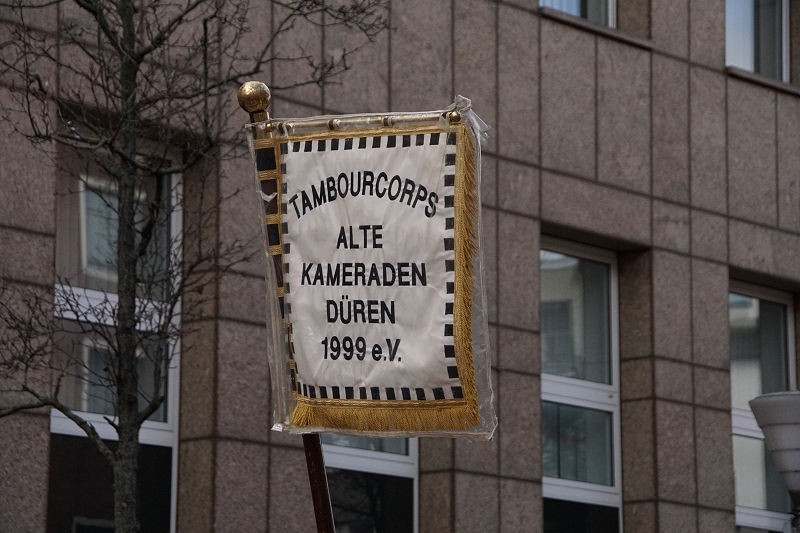 TAMBOURCORPS
ALTE
KAMERADEN
DÜREN
1999 e.V.